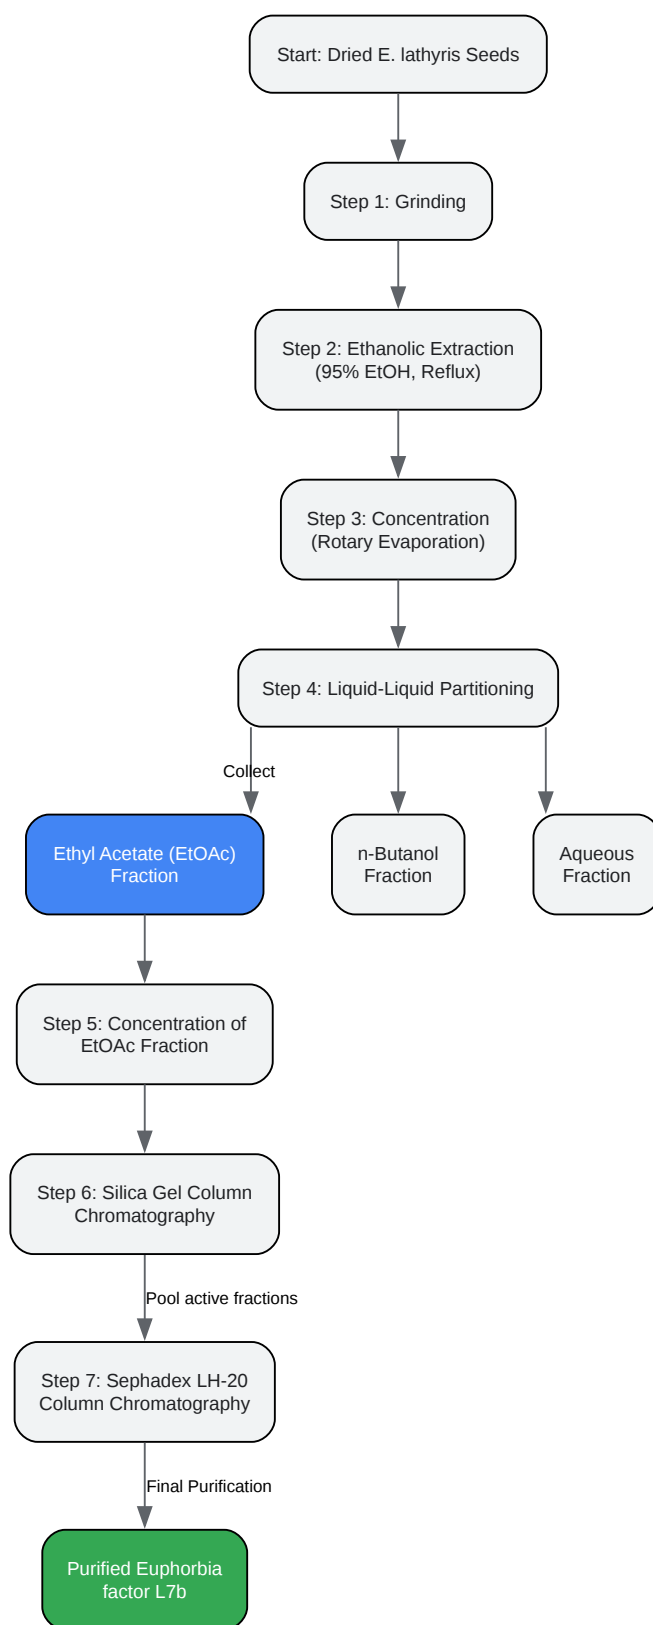 Start: Dried E. lathyris Seeds
Step 1: Grinding
Step 2: Ethanolic Extraction
(95% EtOH, Reflux)
Step 3: Concentration
(Rotary Evaporation)
Step 4: Liquid-Liquid Partitioning
Collect
Ethyl Acetate (EtOAc)
Fraction
n-Butanol
Fraction
Aqueous
Fraction
Step 5: Concentration of
EtOAc Fraction
Step 6: Silica Gel Column
Chromatography
Pool active fractions
Step 7: Sephadex LH-20
Column Chromatography
Final Purification
Purified Euphorbia
factor L7b